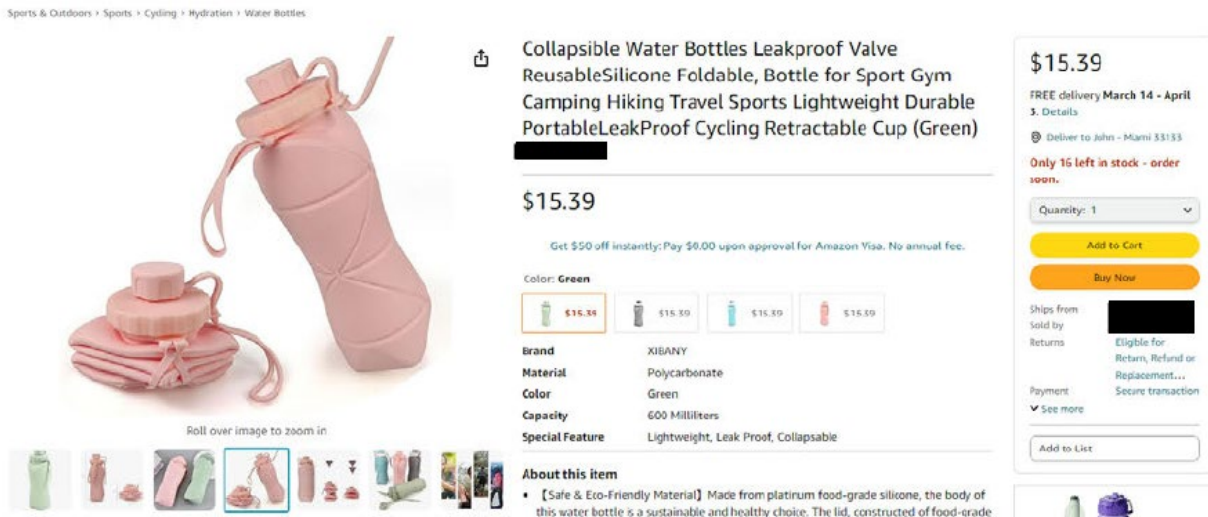 Sports & Outdoors › Sports › Cycling › Hydration › Water Bottles
Collapsible Water Bottles Leakproof Valve
ReusableSilicone Foldable, Bottle for Sport Gym
Camping Hiking Travel Sports Lightweight Durable
PortableLeakProof Cycling Retractable Cup (Green)
$15.39
Get $50 off instantly: Pay $0.00 upon approval for Amazon Visa. No annual fee.
Color: Green
$15.39 $15.39 $15.39 $15.39
Brand XIBANY
Material Polycarbonate
Color Green
Capacity 600 Milliliters
Special Feature Lightweight, Leak Proof, Collapsable
About this item
• 【Safe & Eco-Friendly Material】Made from platinum food-grade silicone, the body of
this water bottle is a sustainable and healthy choice. The lid, constructed of food-grade
Roll over image to zoom in
$15.39
FREE delivery March 14 - April
3. Details
Deliver to John - Miami 33133
Only 16 left in stock - order
soon.
Quantity: 1
Add to Cart
Buy Now
Ships from
Sold by
Returns Eligible for
Return, Refund or
Replacement...
Payment Secure transaction
See more
Add to List